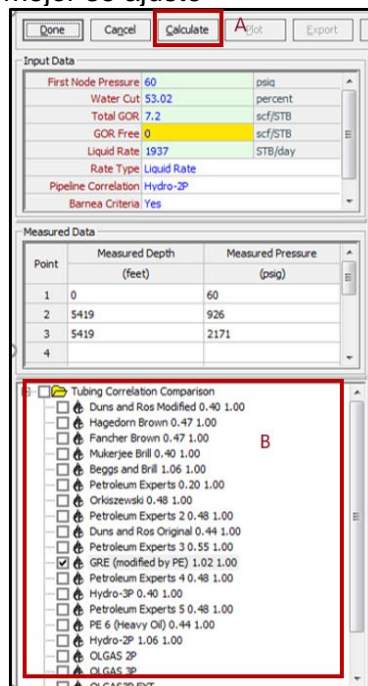 mejor se ajuste
Done Cancel Calculate A Plot Export
Input Data
First Node Pressure 60 psig
Water Cut 53.02 percent
Total GOR 7.2 scf/STB
GOR Free 0 scf/STB
Liquid Rate 1937 STB/day
Rate Type Liquid Rate
Pipeline Correlation Hydro-2P
Barnea Criteria Yes
Measured Data
Point Measured Depth Measured Pressure
(feet) (psig)
1 0 60
2 5419 926
3 5419 2171
4
Tubing Correlation Comparison
Duns and Ros Modified 0.40 1.00
Hagedorn Brown 0.47 1.00
Fancher Brown 0.47 1.00 B
Mukerjee Brill 0.40 1.00
Beggs and Brill 1.06 1.00
Petroleum Experts 0.20 1.00
Orkiszewski 0.48 1.00
Petroleum Experts 2 0.48 1.00
Duns and Ros Original 0.44 1.00
Petroleum Experts 3 0.55 1.00
GRE (modified by PE) 1.02 1.00
Petroleum Experts 4 0.48 1.00
Hydro-3P 0.40 1.00
Petroleum Experts 5 0.48 1.00
PE 6 (Heavy Oil) 0.44 1.00
Hydro-2P 1.06 1.00
OLGAS 2P
OLGAS 3P
OLGAS3P EXT